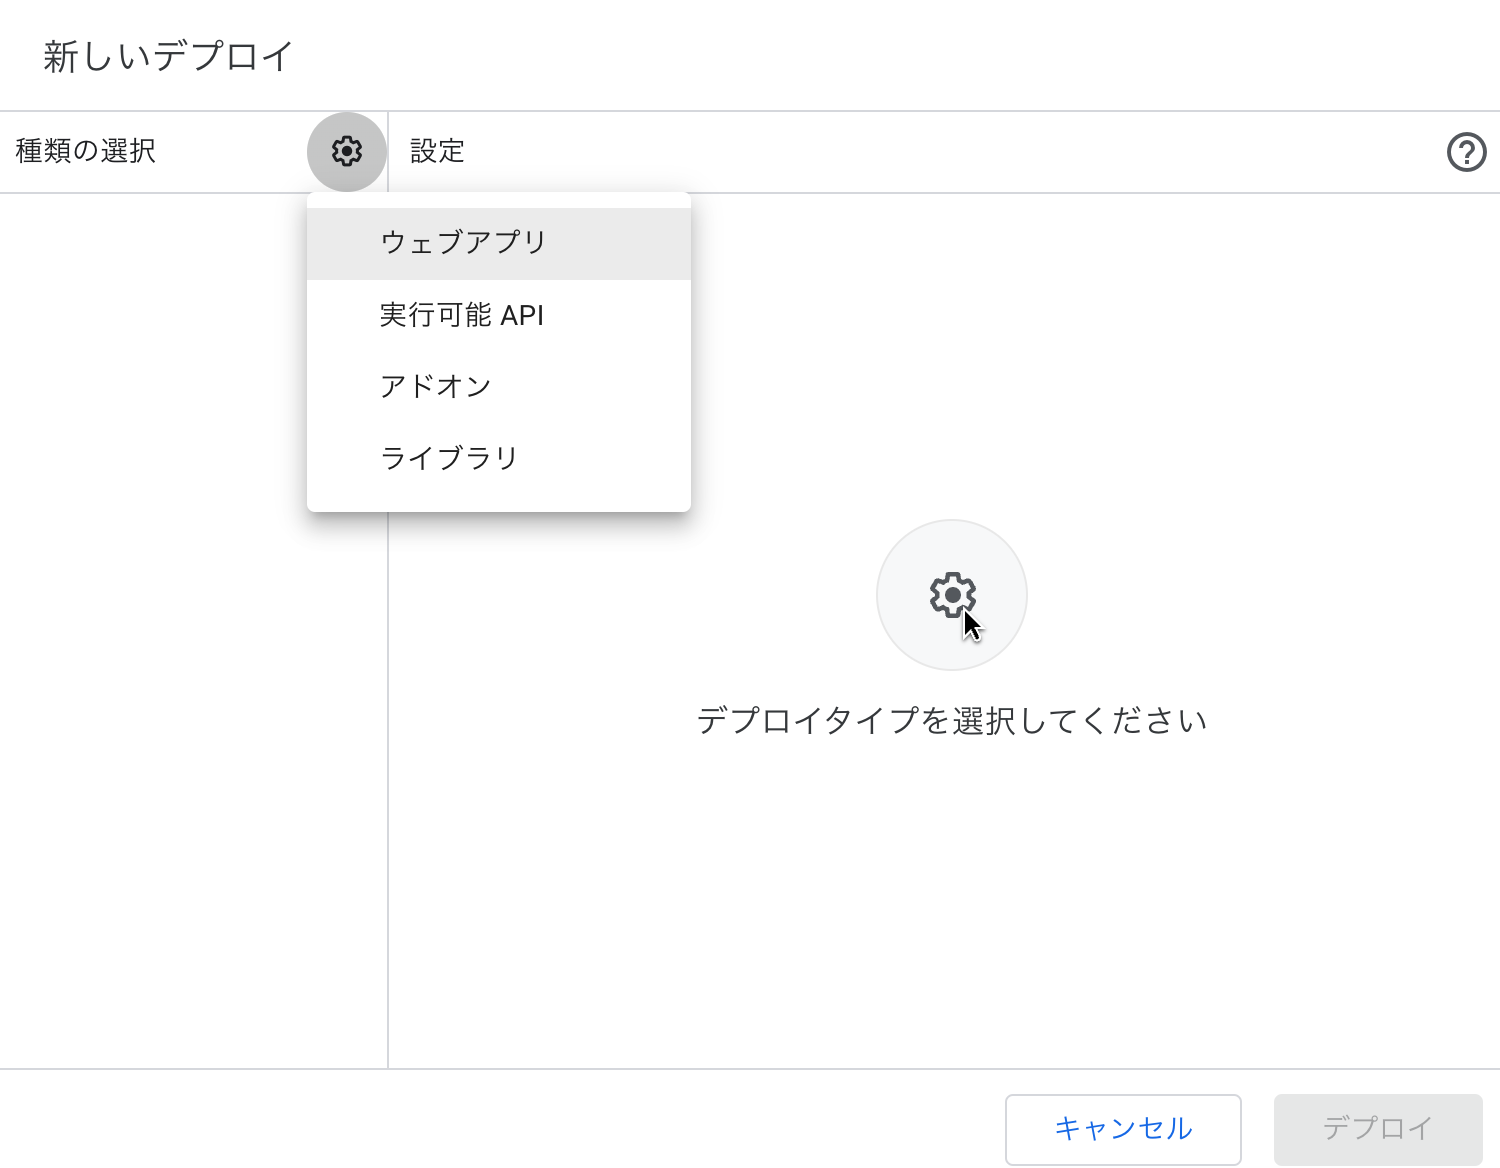 新しいデプロイ
種類の選択
設定
ウェブアプリ
実行可能 API
アドオン
ライブラリ
デプロイタイプを選択してください
キャンセル
デプロイ